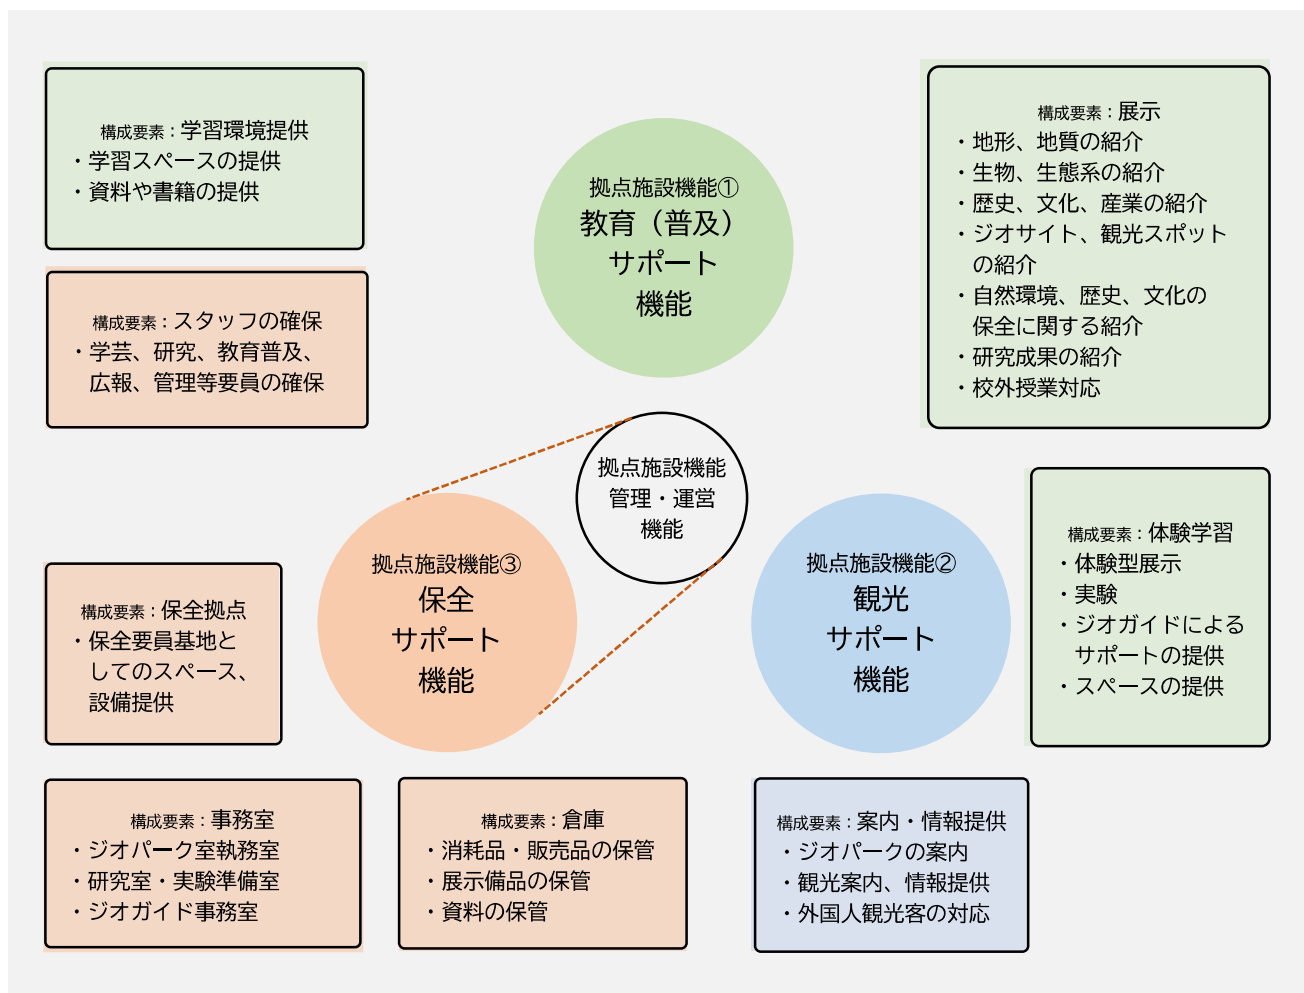 構成要素：学習環境提供
・学習スペースの提供
・資料や書籍の提供
構成要素：スタッフの確保
・学芸、研究、教育普及、
広報、管理等要員の確保
拠点施設機能①
教育（普及）
サポート
機能
構成要素：展示
・地形、地質の紹介
・生物、生態系の紹介
・歴史、文化、産業の紹介
・ジオサイト、観光スポット
の紹介
・自然環境、歴史、文化の
保全に関する紹介
・研究成果の紹介
・校外授業対応
拠点施設機能
管理・運営
機能
拠点施設機能③
保全
サポート
機能
拠点施設機能②
観光
サポート
機能
構成要素：体験学習
・体験型展示
・実験
・ジオガイドによる
サポートの提供
・スペースの提供
構成要素：保全拠点
・保全要員基地と
してのスペース、
設備提供
構成要素：事務室
・ジオパーク室執務室
・研究室・実験準備室
・ジオガイド事務室
構成要素：倉庫
・消耗品・販売品の保管
・展示備品の保管
・資料の保管
構成要素：案内・情報提供
・ジオパークの案内
・観光案内、情報提供
・外国人観光客の対応